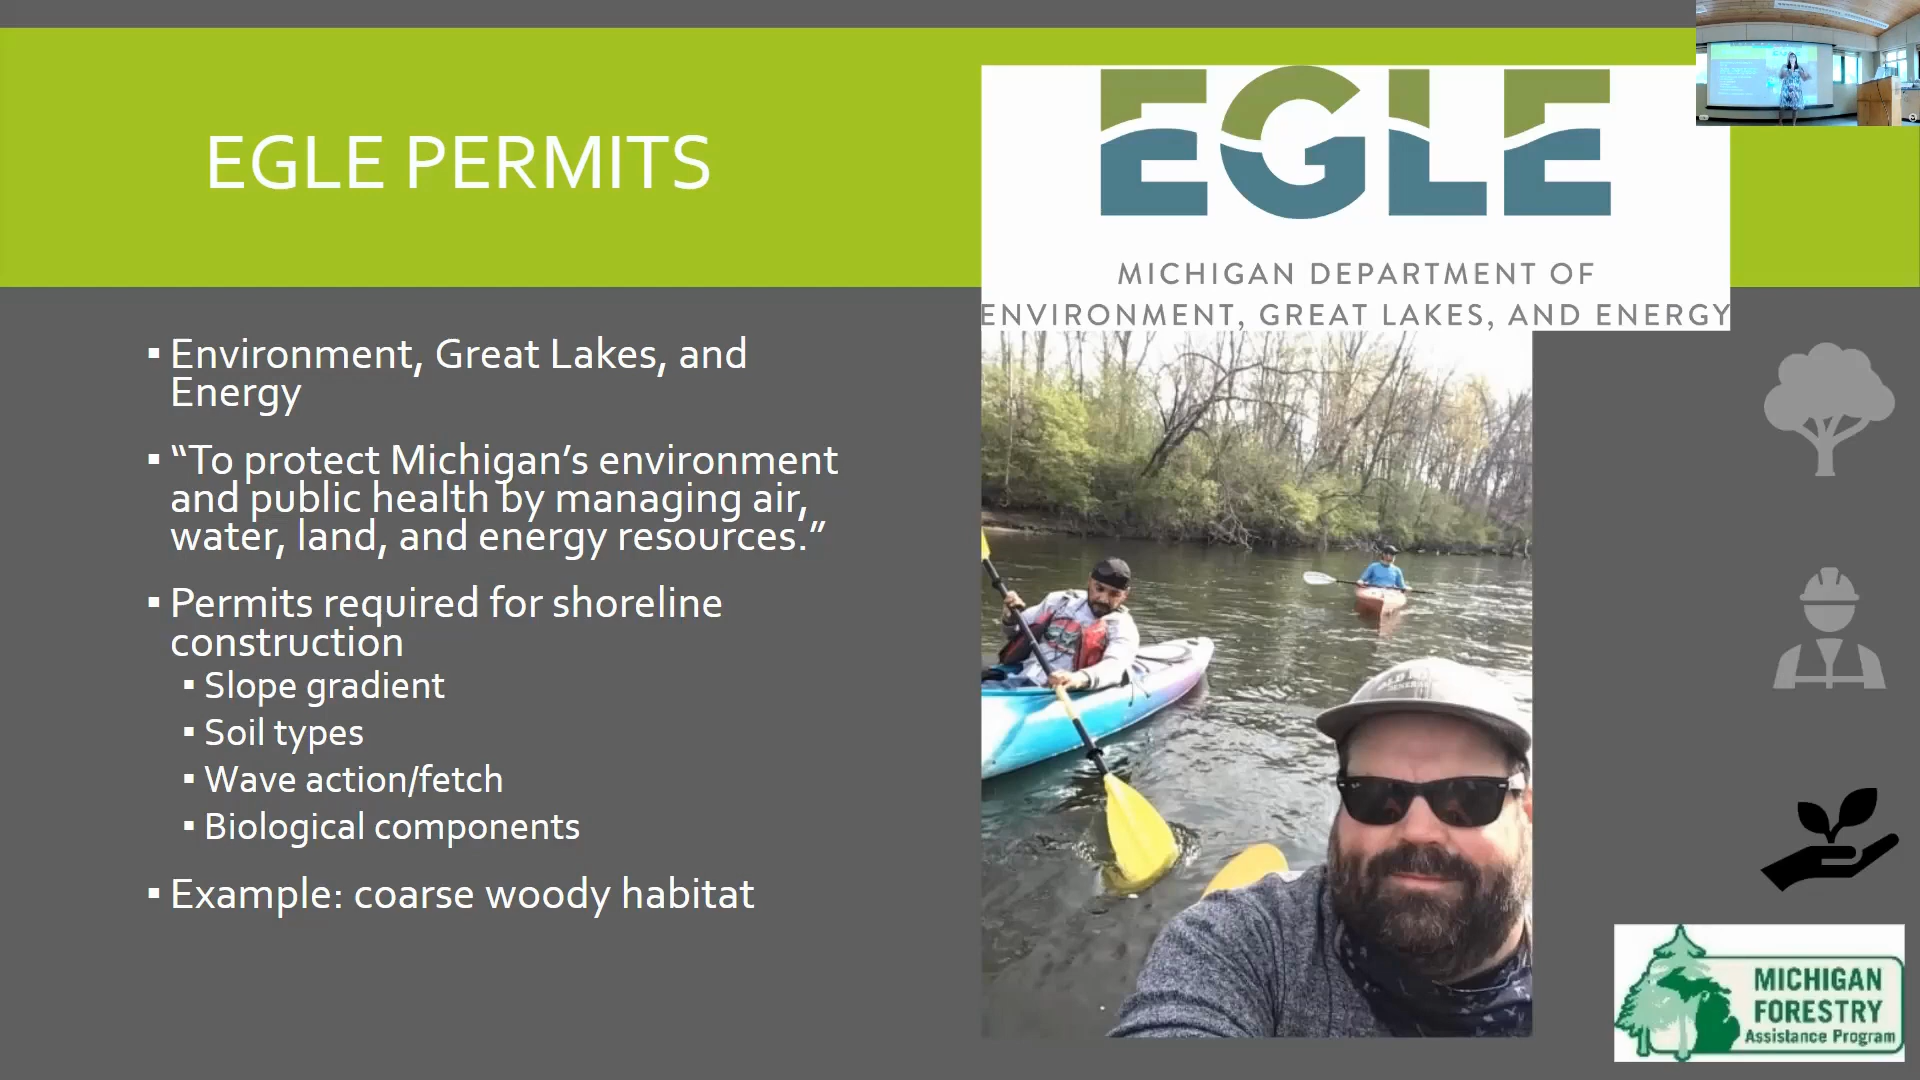 EGLE PERMITS
EGLE
MICHIGAN DEPARTMENT OF
ENVIRONMENT, GREAT LAKES, AND ENERGY
▪ Environment, Great Lakes, and
Energy
▪ “To protect Michigan’s environment
and public health by managing air,
water, land, and energy resources.”
▪ Permits required for shoreline
construction
▪ Slope gradient
▪ Soil types
▪ Wave action/fetch
▪ Biological components
▪ Example: coarse woody habitat
MICHIGAN
FORESTRY
Assistance Program